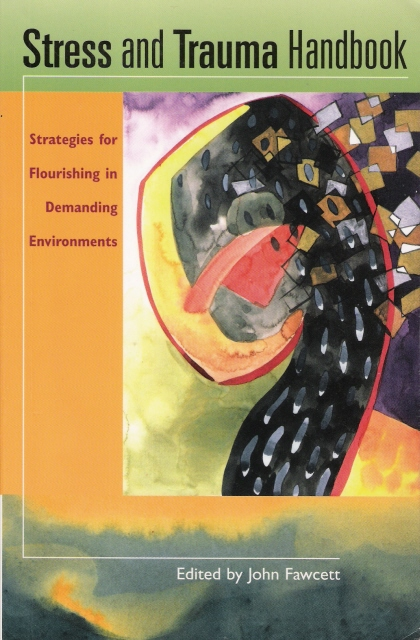 Stress and Trauma Handbook
Strategies for
Flourishing in
Demanding
Environments
Edited by John Fawcett